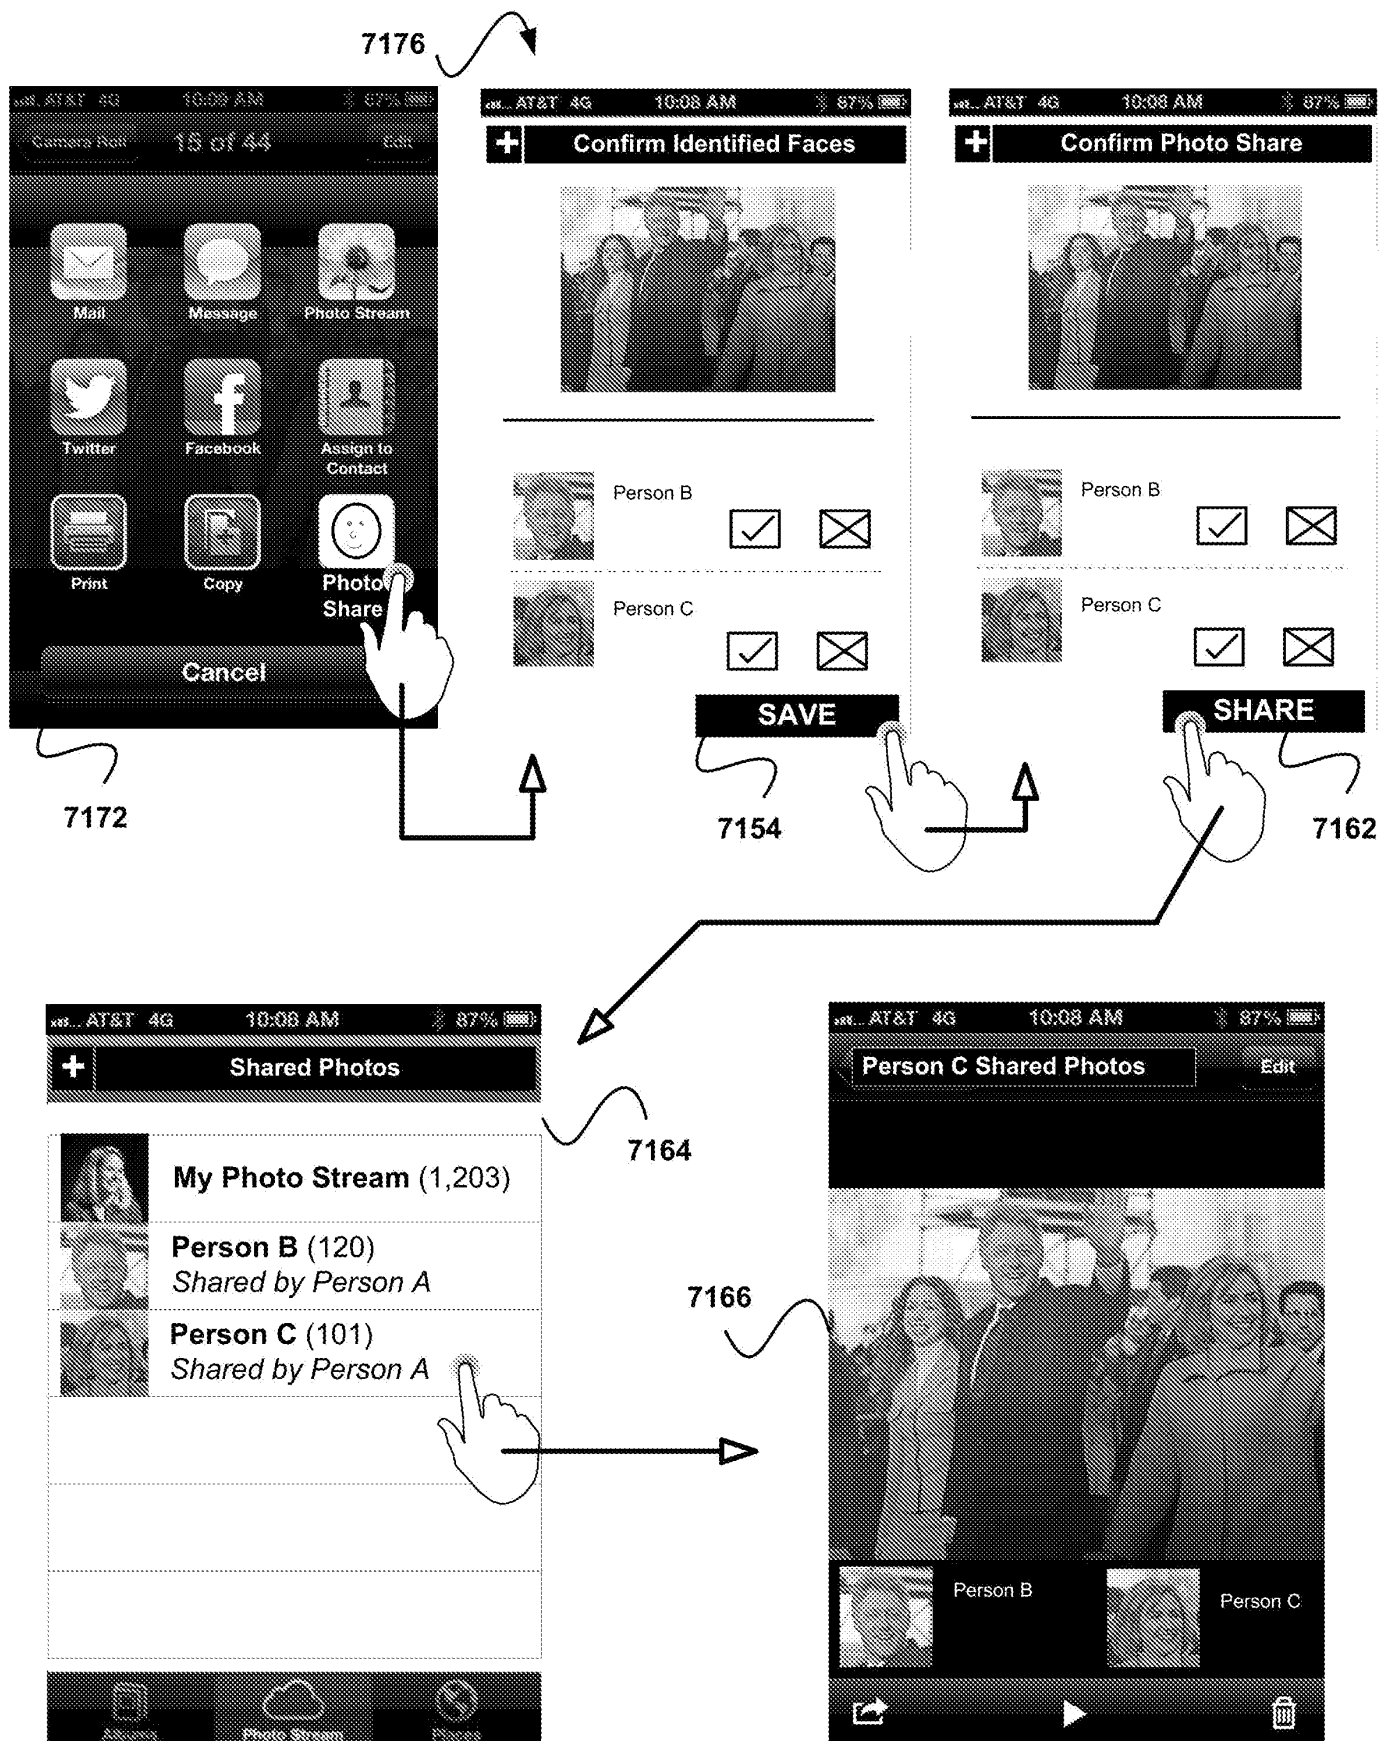 7176
AT&T 4G 10:09 AM 67%
Camera Roll 15 of 44 Edit
Mail Message Photo Stream
Twitter Facebook Assign to
Contact
Print Copy Photo
Share
Cancel
7172
AT&T 4G 10:08 AM 87%
Confirm Identified Faces
Person B
Person C
SAVE
7154
AT&T 4G 10:08 AM 87%
Confirm Photo Share
Person B
Person C
SHARE
7162
AT&T 4G 10:08 AM 87%
Shared Photos
7164
My Photo Stream (1,203)
Person B (120)
Shared by Person A
Person C (101)
Shared by Person A
Albums Photo Stream Places
AT&T 4G 10:08 AM 87%
Person C Shared Photos Edit
7166
Person B Person C